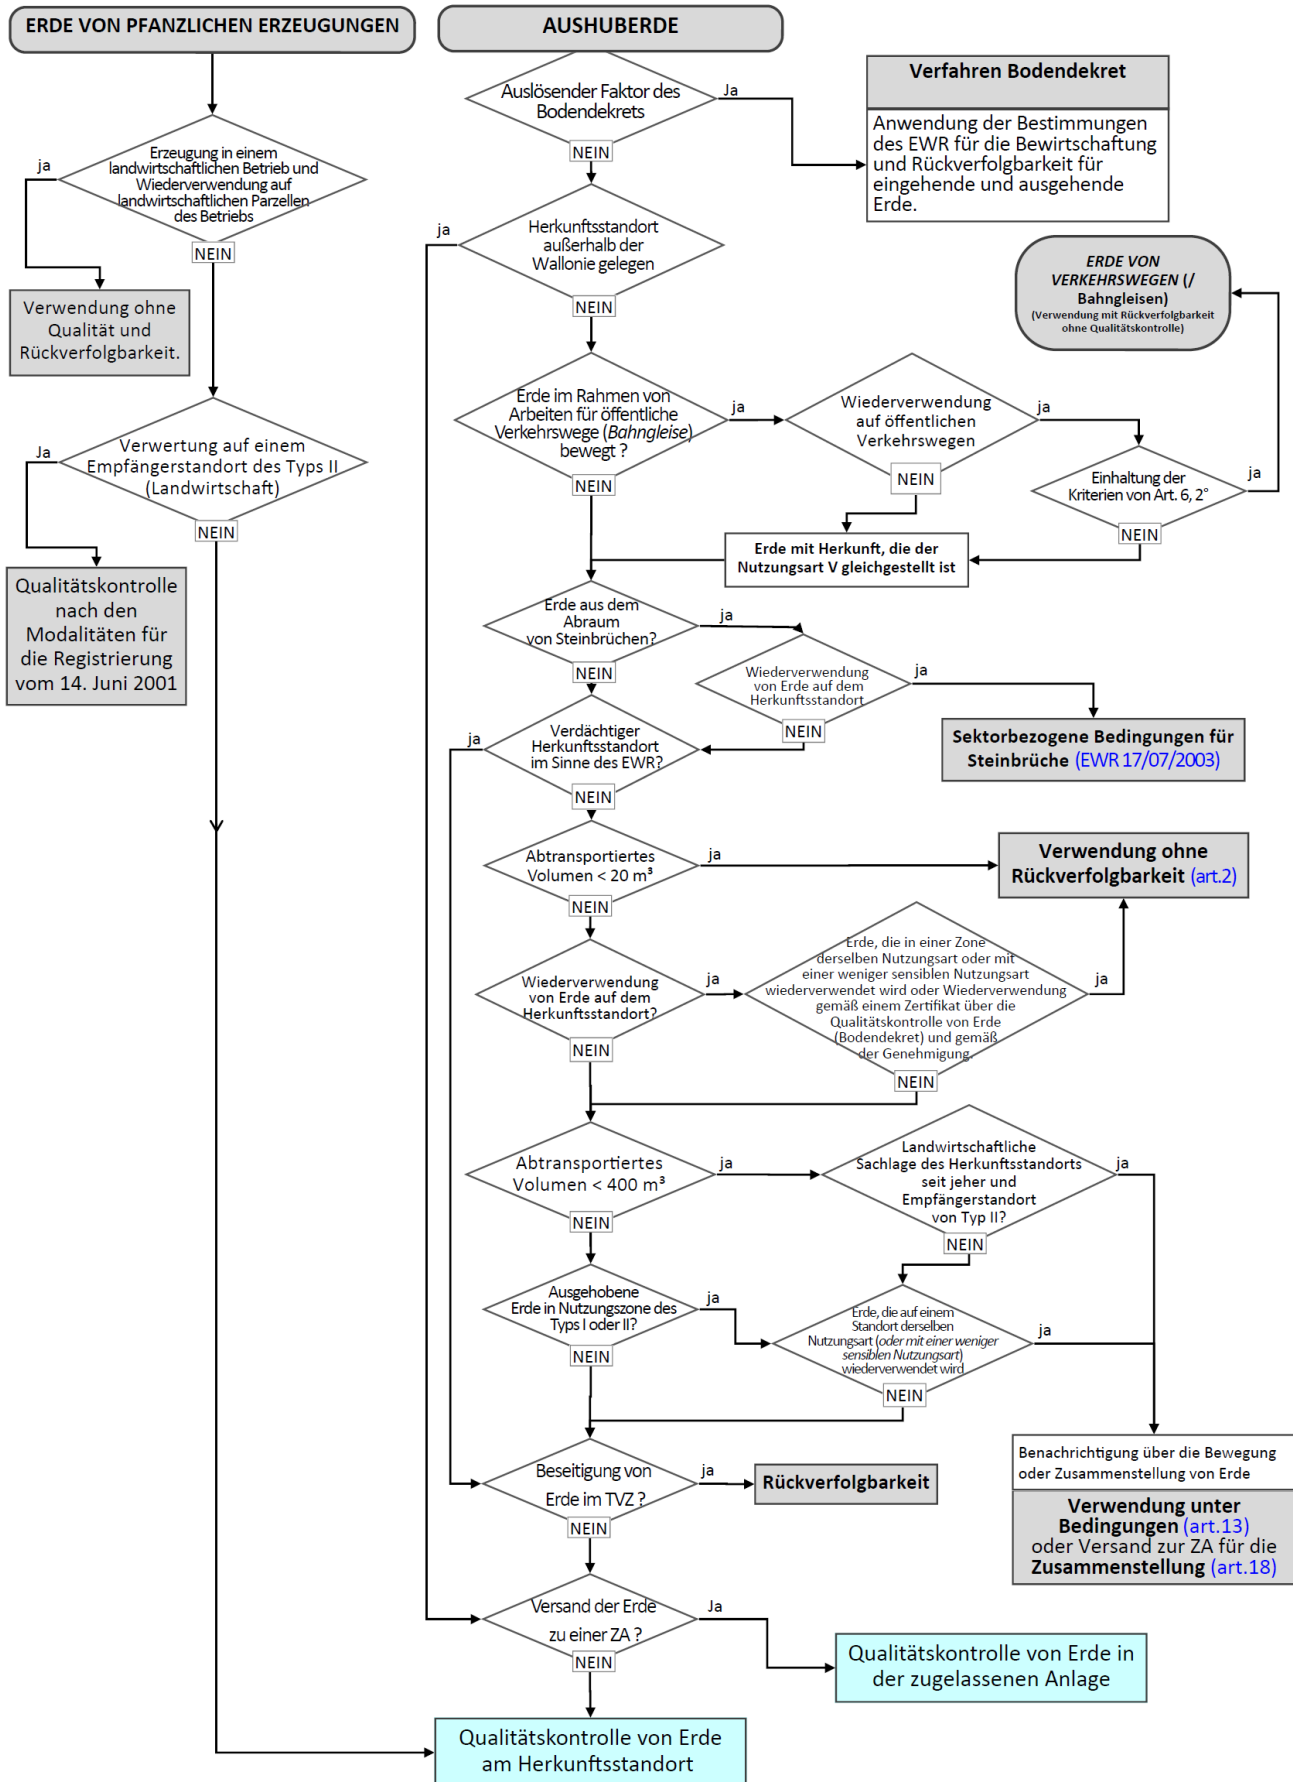 ERDE VON PFANZLICHEN ERZEUGUNGEN
AUSHUBERDE
Auslösender Faktor des
Bodendekrets
Ja
NEIN
Verfahren Bodendekret
Anwendung der Bestimmungen
des EWR für die Bewirtschaftung
und Rückverfolgbarkeit für
eingehende und ausgehende
Erde.
ja
Erzeugung in einem
landwirtschaftlichen Betrieb und
Wiederverwendung auf
landwirtschaftlichen Parzellen
des Betriebs
NEIN
Verwendung ohne
Qualität und
Rückverfolgbarkeit.
ja
Herkunftsstandort
außerhalb der
Wallonie gelegen
NEIN
ERDE VON
VERKEHRSWEGEN (/
Bahngleisen)
(Verwendung mit Rückverfolgbarkeit
ohne Qualitätskontrolle)
Erde im Rahmen von
Arbeiten für öffentliche
Verkehrswege (Bahngleise)
bewegt ?
ja
NEIN
Wiederverwendung
auf öffentlichen
Verkehrswegen
ja
NEIN
Einhaltung der
Kriterien von Art. 6, 2°
ja
NEIN
Ja
Verwertung auf einem
Empfängerstandort des Typs II
(Landwirtschaft)
NEIN
Qualitätskontrolle
nach den
Modalitäten für
die Registrierung
vom 14. Juni 2001
Erde mit Herkunft, die der
Nutzungsart V gleichgestellt ist
Erde aus dem
Abraum
von Steinbrüchen?
ja
NEIN
Wiederverwendung
von Erde auf dem
Herkunftsstandort
ja
NEIN
Sektorbezogene Bedingungen für
Steinbrüche (EWR 17/07/2003)
ja
Verdächtiger
Herkunftsstandort
im Sinne des EWR?
NEIN
Abtransportiertes
Volumen < 20 m³
ja
NEIN
Verwendung ohne
Rückverfolgbarkeit (art.2)
Wiederverwendung
von Erde auf dem
Herkunftsstandort?
ja
NEIN
Erde, die in einer Zone
derselben Nutzungsart oder mit
einer weniger sensiblen Nutzungsart
wiederverwendet wird oder Wiederverwendung
gemäß einem Zertifikat über die
Qualitätskontrolle von Erde
(Bodendekret) und gemäß
der Genehmigung.
ja
NEIN
Abtransportiertes
Volumen < 400 m³
ja
NEIN
Landwirtschaftliche
Sachlage des Herkunftsstandorts
seit jeher und
Empfängerstandort
von Typ II?
ja
NEIN
Ausgehobene
Erde in Nutzungszone des
Typs I oder II?
ja
NEIN
Erde, die auf einem
Standort derselben
Nutzungsart (oder mit einer weniger
sensiblen Nutzungsart)
wiederverwendet wird
ja
NEIN
Benachrichtigung über die Bewegung
oder Zusammenstellung von Erde
Verwendung unter
Bedingungen (art.13)
oder Versand zur ZA für die
Zusammenstellung (art.18)
Beseitigung von
Erde im TVZ ?
ja
NEIN
Rückverfolgbarkeit
Versand der Erde
zu einer ZA ?
Ja
NEIN
Qualitätskontrolle von Erde in
der zugelassenen Anlage
Qualitätskontrolle von Erde
am Herkunftsstandort